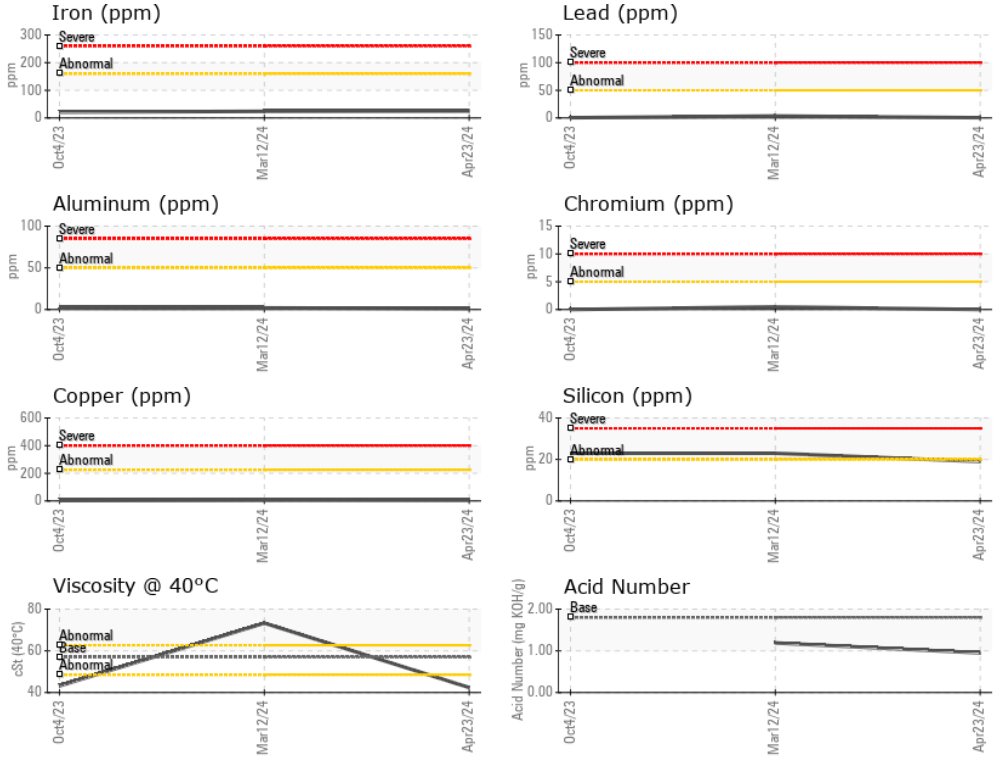 Iron (ppm)
300
200
100
0
ppm
Severe
Abnormal
Oct4/23
Mar12/24
Apr23/24
Lead (ppm)
150
100
50
0
ppm
Severe
Abnormal
Oct4/23
Mar12/24
Apr23/24
Aluminum (ppm)
100
50
0
ppm
Severe
Abnormal
Oct4/23
Mar12/24
Apr23/24
Chromium (ppm)
15
10
5
0
ppm
Severe
Abnormal
Oct4/23
Mar12/24
Apr23/24
Copper (ppm)
600
400
200
0
ppm
Severe
Abnormal
Oct4/23
Mar12/24
Apr23/24
Silicon (ppm)
40
20
0
ppm
Severe
Abnormal
Oct4/23
Mar12/24
Apr23/24
Viscosity @ 40°C
80
60
40
cSt (40°C)
Abnormal
Base
Abnormal
Oct4/23
Mar12/24
Apr23/24
Acid Number
2.00
1.00
0.00
Acid Number (mg KOH/g)
Base
Oct4/23
Mar12/24
Apr23/24